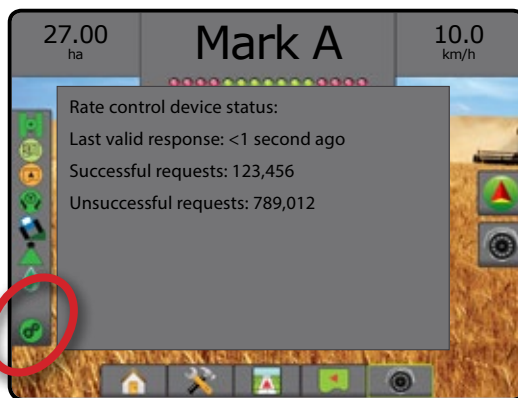 27.00
ha
Mark A
10.0
km/h
Rate control device status:
Last valid response: <1 second ago
Successful requests: 123,456
Unsuccessful requests: 789,012